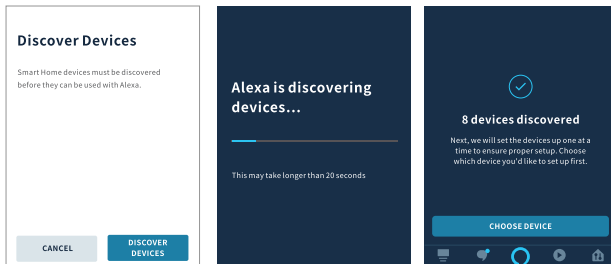 Discover Devices
Smart Home devices must be discovered
before they can be used with Alexa.
CANCEL
DISCOVER
DEVICES
Alexa is discovering
devices...
This may take longer than 20 seconds
8 devices discovered
Next, we will set the devices up one at a
time to ensure proper setup. Choose
which device you'd like to set up first.
CHOOSE DEVICE